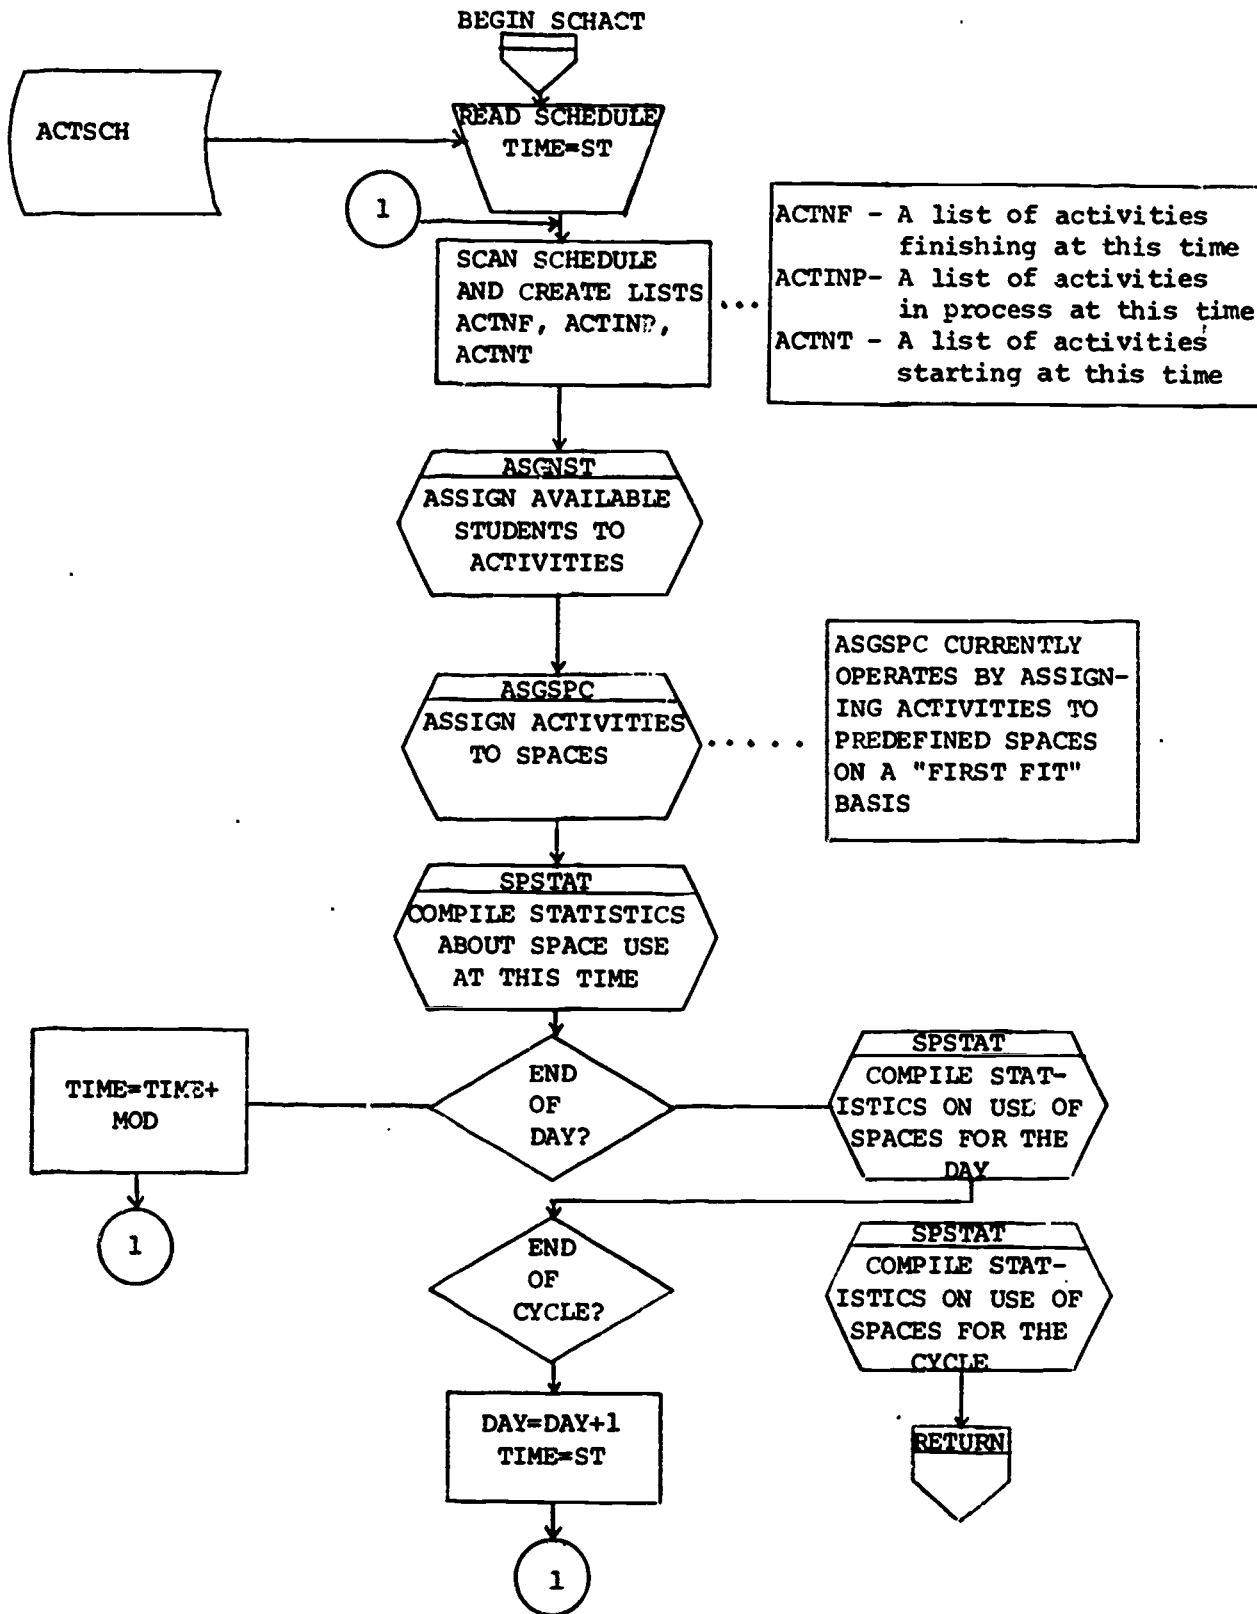 BEGIN SCHACT
ACTSCH
READ SCHEDULE
TIME=ST
1
SCAN SCHEDULE
AND CREATE LISTS
ACTNF, ACTINP,
ACTNT
ACTNF - A list of activities
finishing at this time
ACTINP- A list of activities
in process at this time
ACTNT - A list of activities
starting at this time
ASGNST
ASSIGN AVAILABLE
STUDENTS TO
ACTIVITIES
ASGSPC
ASSIGN ACTIVITIES
TO SPACES
ASGSPC CURRENTLY
OPERATES BY ASSIGN-
ING ACTIVITIES TO
PREDEFINED SPACES
ON A "FIRST FIT"
BASIS
SPSTAT
COMPILE STATISTICS
ABOUT SPACE USE
AT THIS TIME
END
OF
DAY?
TIME=TIME+
MOD
1
SPSTAT
COMPILE STAT-
ISTICS ON USE OF
SPACES FOR THE
DAY
END
OF
CYCLE?
SPSTAT
COMPILE STAT-
ISTICS ON USE OF
SPACES FOR THE
CYCLE
DAY=DAY+1
TIME=ST
RETURN
1